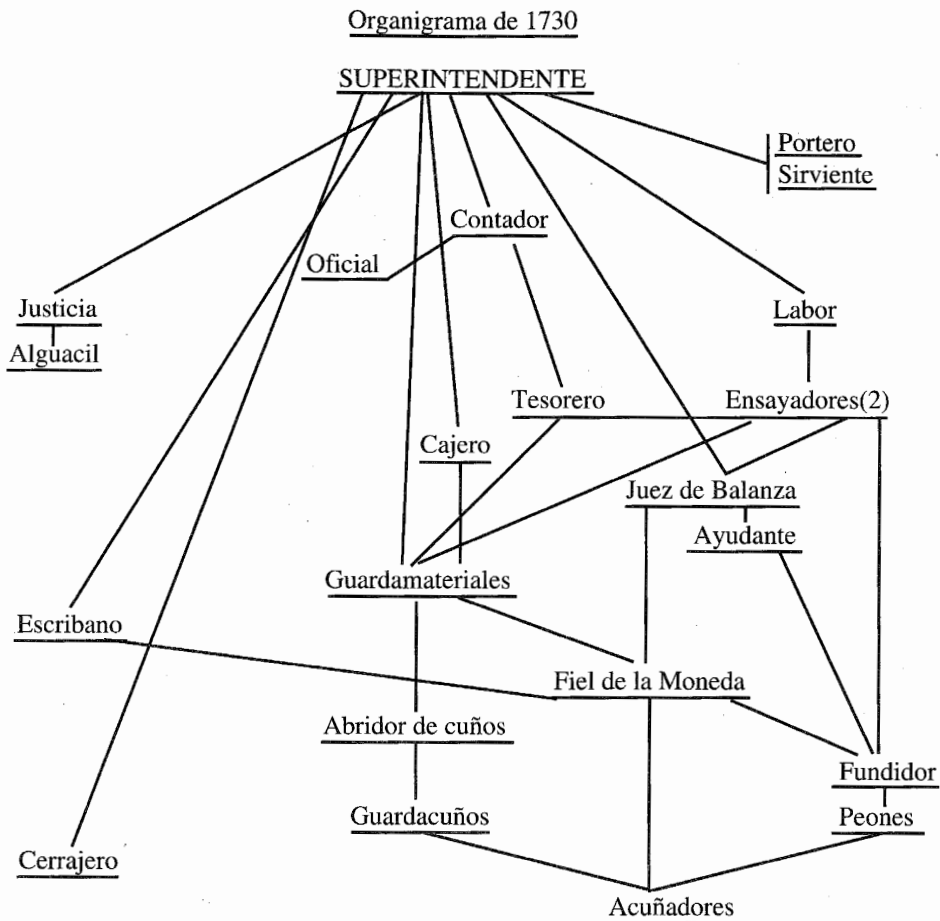 Organigrama de 1730
SUPERINTENDENTE
Portero
Sirviente
Contador
Oficial
Justicia
Labor
Alguacil
Tesorero
Ensayadores(2)
Cajero
Juez de Balanza
Ayudante
Guardamateriales
Escribano
Fiel de la Moneda
Abridor de cuños
Fundidor
Guardacuños
Peones
Cerrajero
Acuñadores